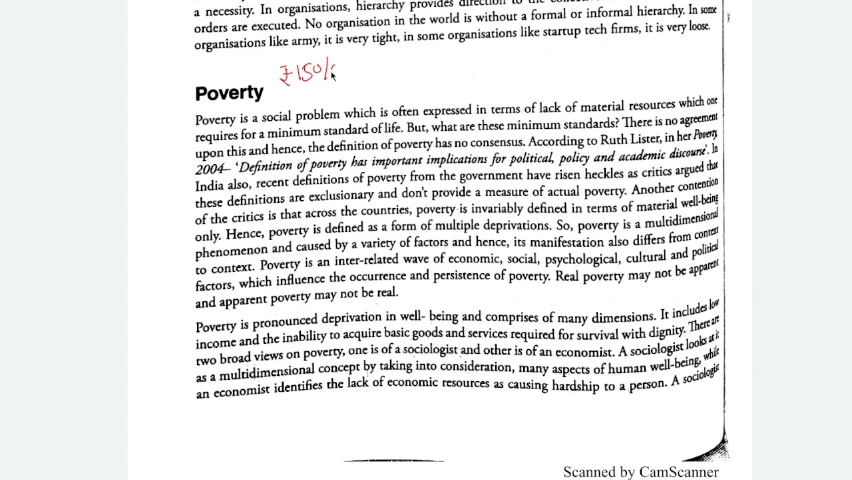 a necessity. In organisations, hierarchy provides direction to the
orders are executed. No organisation in the world is without a formal or informal hierarchy. In some
organisations like army, it is very tight, in some organisations like startup tech firms, it is very loose.
₹150/
Poverty
Poverty is a social problem which is often expressed in terms of lack of material resources which one
requires for a minimum standard of life. But, what are these minimum standards? There is no agreement
upon this and hence, the definition of poverty has no consensus. According to Ruth Lister, in her Poverty
2004– 'Definition of poverty has important implications for political, policy and academic discourse'. In
India also, recent definitions of poverty from the government have risen heckles as critics argued that
these definitions are exclusionary and don't provide a measure of actual poverty. Another contention
of the critics is that across the countries, poverty is invariably defined in terms of material well-being
only. Hence, poverty is defined as a form of multiple deprivations. So, poverty is a multidimensional
phenomenon and caused by a variety of factors and hence, its manifestation also differs from context
to context. Poverty is an inter-related wave of economic, social, psychological, cultural and political
factors, which influence the occurrence and persistence of poverty. Real poverty may not be apparent
and apparent poverty may not be real.
Poverty is pronounced deprivation in well- being and comprises of many dimensions. It includes low
income and the inability to acquire basic goods and services required for survival with dignity. There are
two broad views on poverty, one is of a sociologist and other is of an economist. A sociologist looks at it
as a multidimensional concept by taking into consideration, many aspects of human well-being, while
an economist identifies the lack of economic resources as causing hardship to a person. A sociologist
Scanned by CamScanner